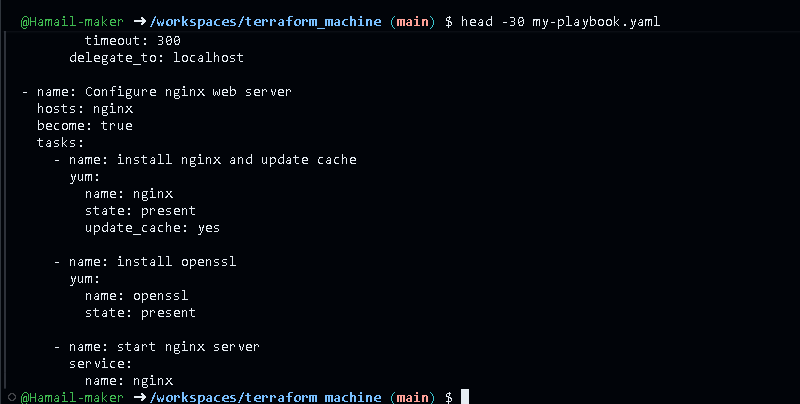 @Hamail-maker ➜ /workspaces/terraform_machine (main) $ head -30 my-playbook.yaml
        timeout: 300
      delegate_to: localhost

- name: Configure nginx web server
  hosts: nginx
  become: true
  tasks:
    - name: install nginx and update cache
      yum:
        name: nginx
        state: present
        update_cache: yes

    - name: install openssl
      yum:
        name: openssl
        state: present

    - name: start nginx server
      service:
        name: nginx
@Hamail-maker ➜ /workspaces/terraform_machine (main) $